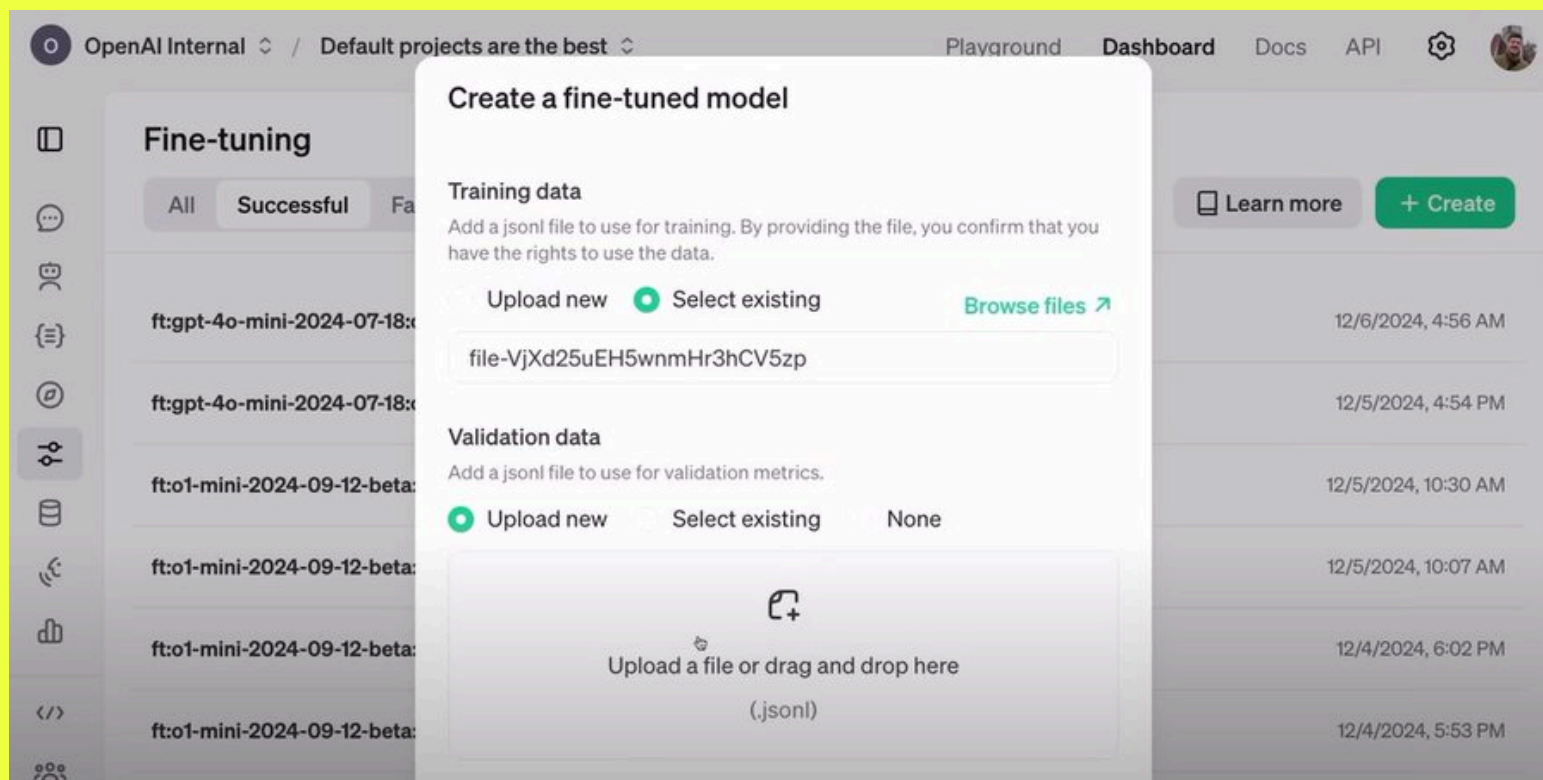 O OpenAI Internal / Default projects are the best Playground Dashboard Docs API
Create a fine-tuned model
Fine-tuning
Training data
All Successful Fa
Add a jsonl file to use for training. By providing the file, you confirm that you
have the rights to use the data.
Learn more + Create
Upload new Select existing Browse files
file-VjXd25uEH5wnmHr3hCV5zp
ft:gpt-4o-mini-2024-07-18: 12/6/2024, 4:56 AM
ft:gpt-4o-mini-2024-07-18: 12/5/2024, 4:54 PM
Validation data
Add a jsonl file to use for validation metrics.
ft:o1-mini-2024-09-12-beta: 12/5/2024, 10:30 AM
Upload new Select existing None
ft:o1-mini-2024-09-12-beta: 12/5/2024, 10:07 AM
ft:o1-mini-2024-09-12-beta: 12/4/2024, 6:02 PM
Upload a file or drag and drop here
(.jsonl)
ft:o1-mini-2024-09-12-beta: 12/4/2024, 5:53 PM